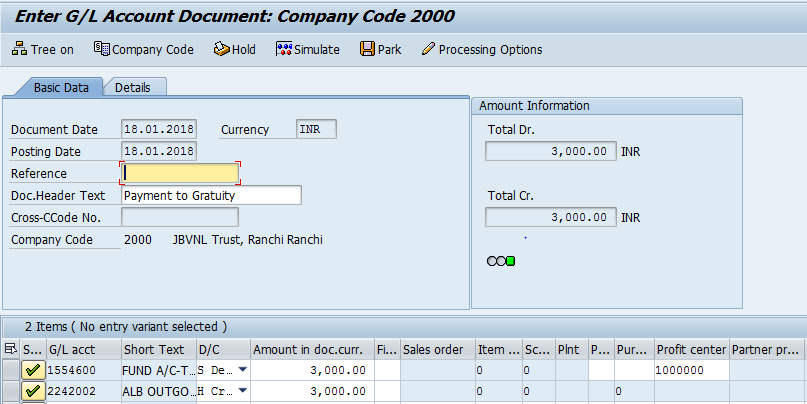 Enter G/L Account Document: Company Code 2000
Tree on Company Code Hold Simulate Park Processing Options
Basic Data Details
Amount Information
Document Date 18.01.2018 Currency INR
Total Dr.
Posting Date 18.01.2018
3,000.00 INR
Reference
Doc.Header Text Payment to Gratuity
Total Cr.
Cross-CCode No.
3,000.00 INR
Company Code 2000 JBVNL Trust, Ranchi Ranchi
2 Items ( No entry variant selected )
S... G/L acct Short Text D/C Amount in doc.curr. Fi... Sales order Item ... Sc... Plnt P... Pur... Profit center Partner pr...
1554600 FUND A/C-T... S De... 3,000.00 0 0 1000000
2242002 ALB OUTGO... H Cr... 3,000.00 0 0 0